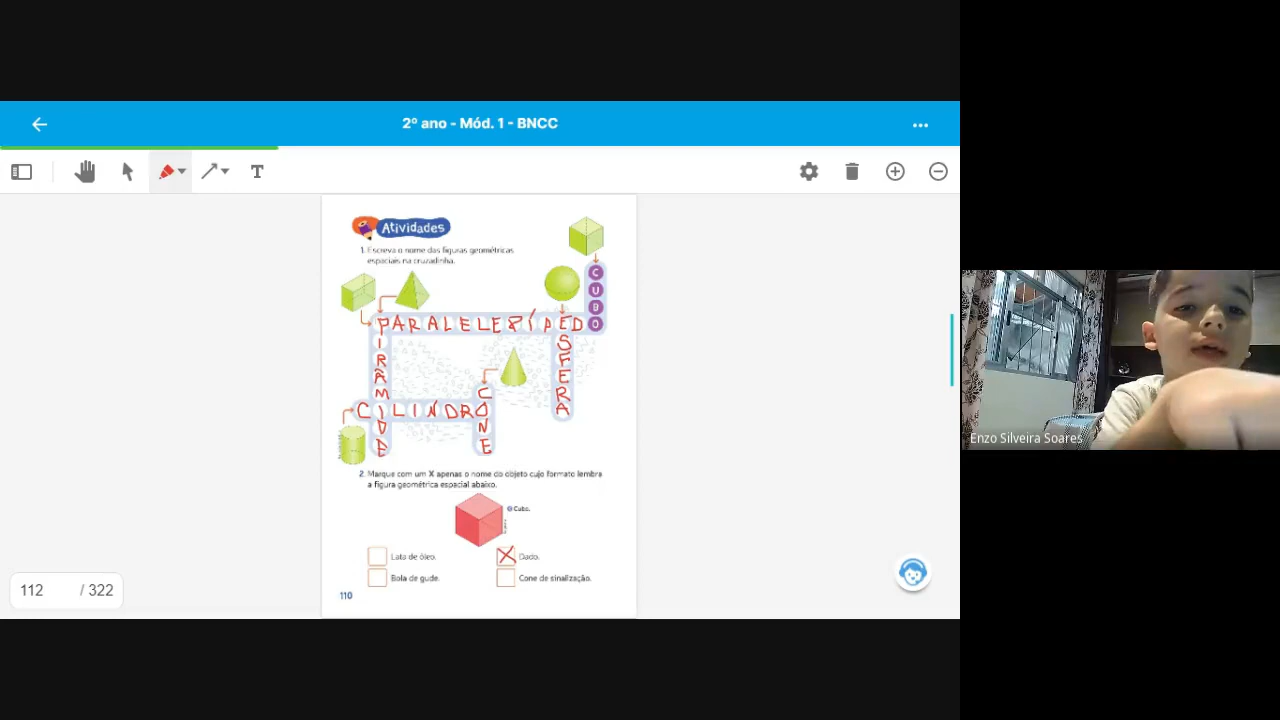 2º ano - Mód. 1 - BNCC
T
Atividades
1. Escreva o nome das figuras geométricas
espaciais na cruzadinha.
CUBO
PARALELEPÍPEDO
PIRÂMIDE
ESFERA
CONE
CILINDRO
2. Marque com um X apenas o nome do objeto cujo formato lembra
a figura geométrica espacial abaixo.
Cubo.
Lata de óleo.
X Dado.
Bola de gude.
Cone de sinalização.
110
112 / 322
Enzo Silveira Soares